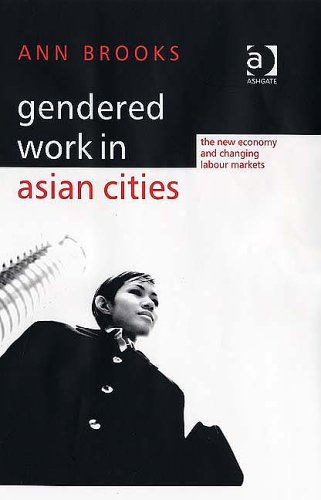 ANN BROOKS
a
ASHGATE
gendered
work in
asian cities
the new economy
and changing
labour markets